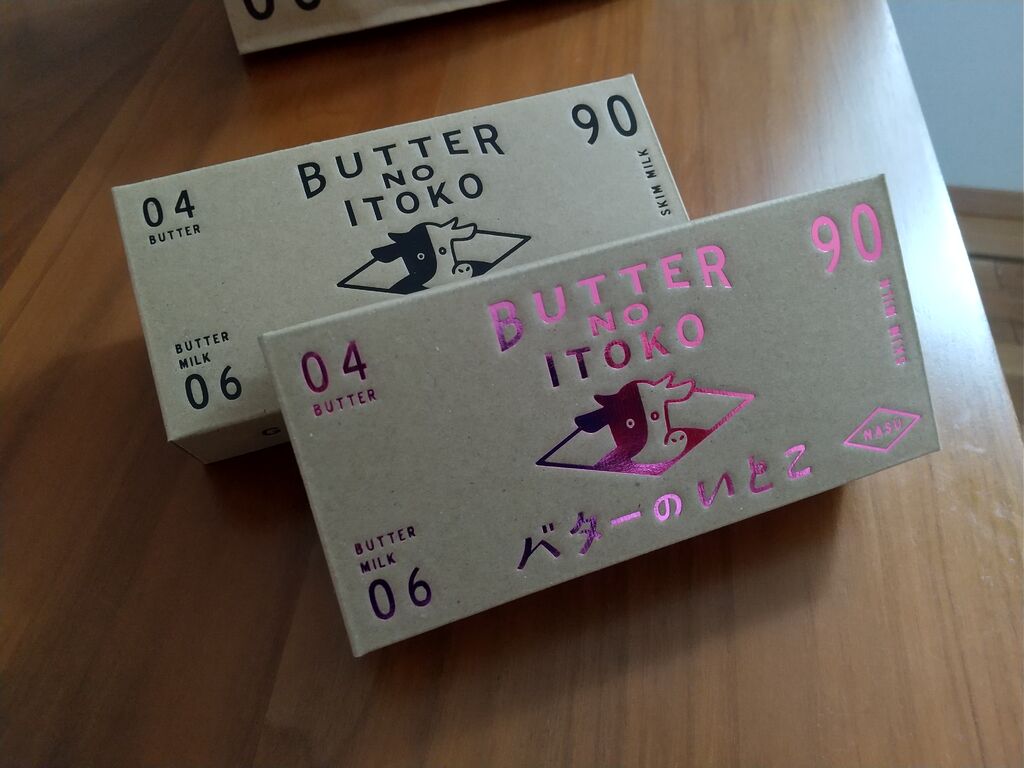 04
BUTTER
BUTTER
NO
ITOKO
90
SKIM MILK
BUTTER
MILK
06
04
BUTTER
BUTTER
NO
ITOKO
90
SKIM MILK
NASU
バターのいとこ
BUTTER
MILK
06